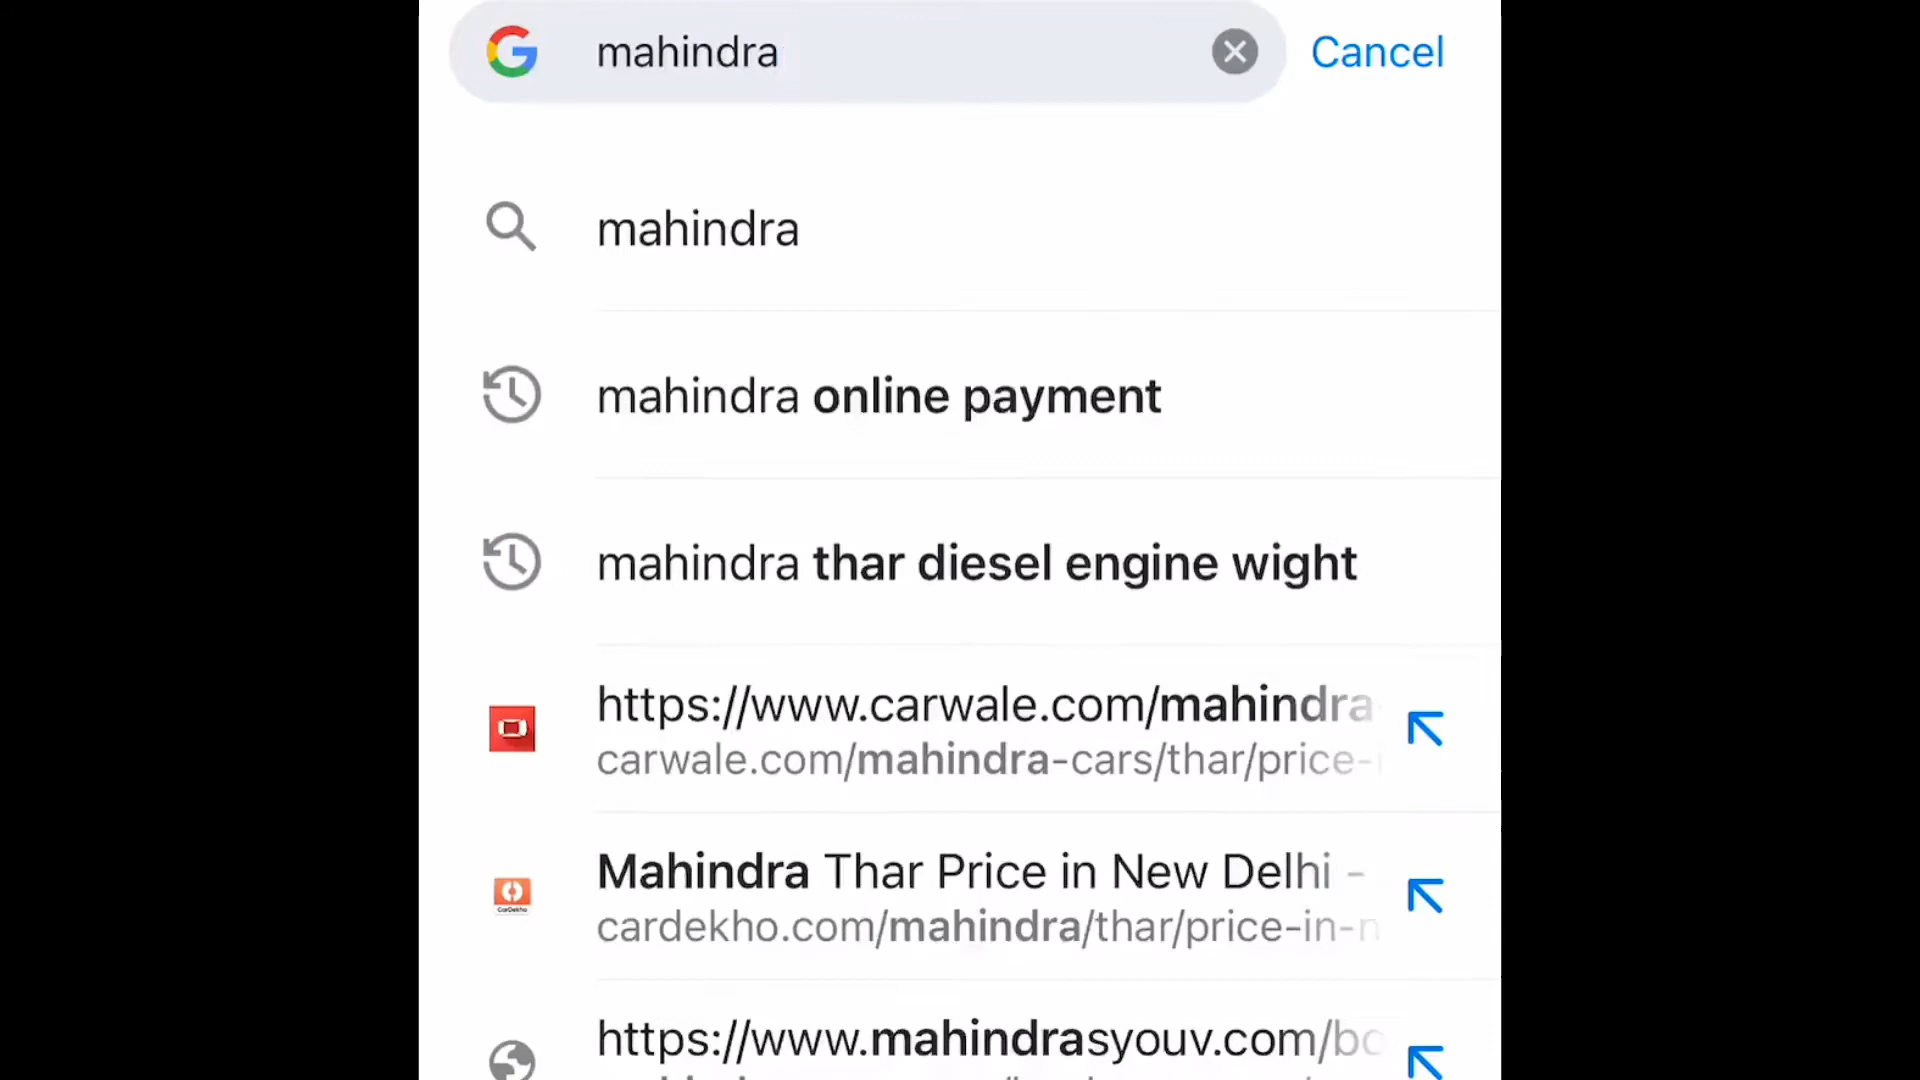 mahindra
Cancel
mahindra
mahindra online payment
mahindra thar diesel engine wight
https://www.carwale.com/mahindra
carwale.com/mahindra-cars/thar/price-
Mahindra Thar Price in New Delhi -
CarDekho
cardekho.com/mahindra/thar/price-in-n
https://www.mahindrasyouv.com/bo